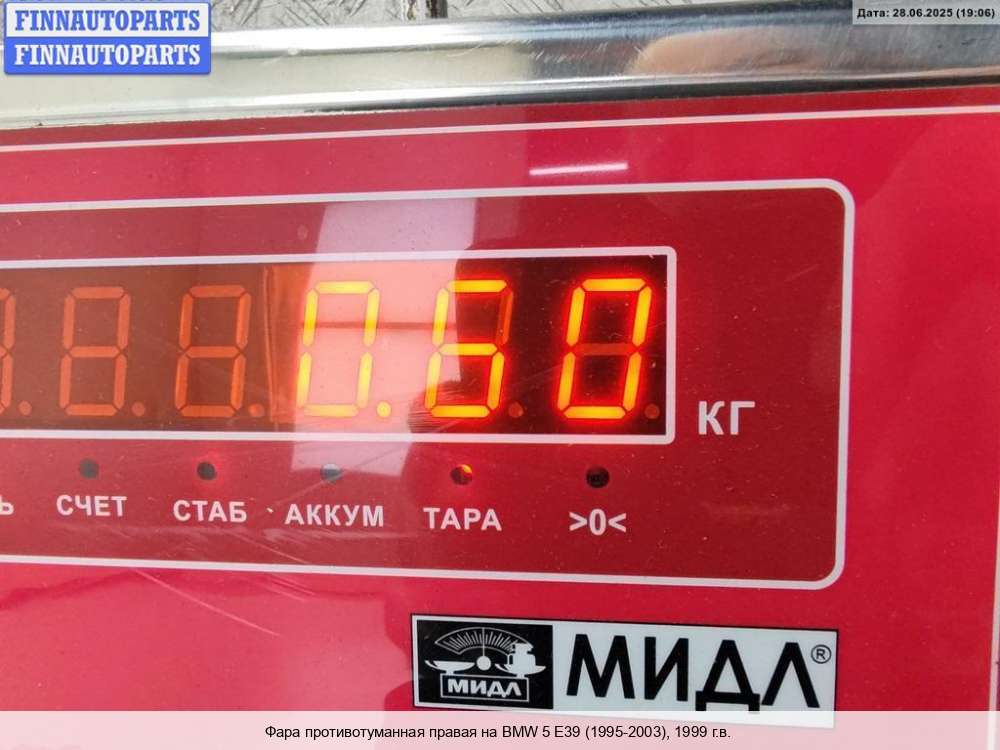 FINNAUTOPARTS
FINNAUTOPARTS
Дата: 28.06.2025 (19:06)
0.60
КГ
Ь СЧЕТ СТАБ АККУМ ТАРА >0<
МИДЛ МИДЛ®
Фара противотуманная правая на BMW 5 E39 (1995-2003), 1999 г.в.